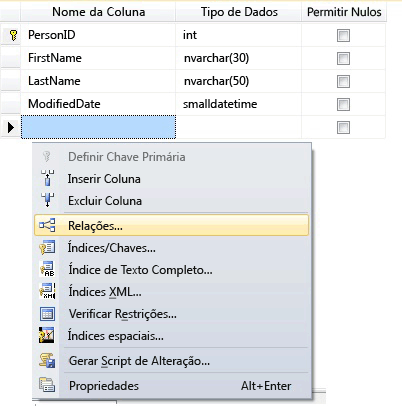 Nome da Coluna Tipo de Dados Permitir Nulos
PersonID int
FirstName nvarchar(30)
LastName nvarchar(50)
ModifiedDate smalldatetime
Definir Chave Primária
Inserir Coluna
Excluir Coluna
Relações...
Índices/Chaves...
Índice de Texto Completo...
Índices XML...
Verificar Restrições...
Índices espaciais...
Gerar Script de Alteração...
Propriedades Alt+Enter